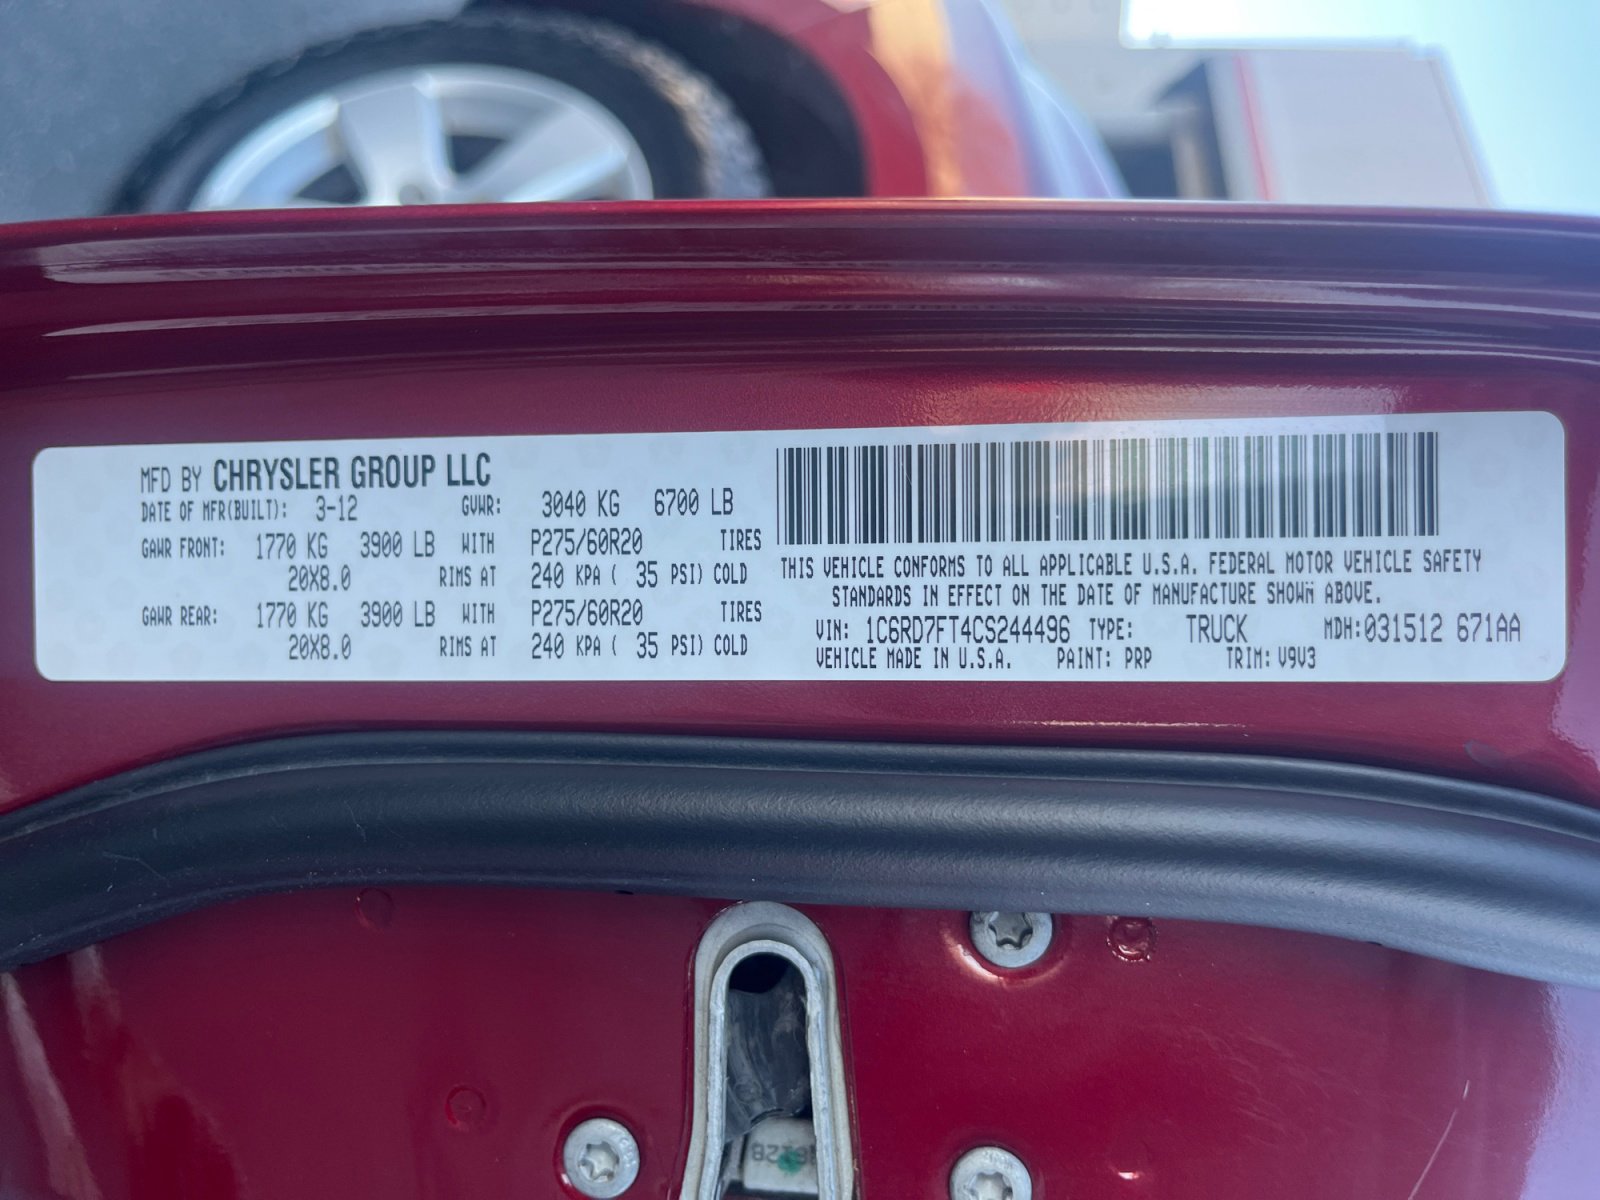 MFD BY CHRYSLER GROUP LLC
DATE OF MFR(BUILT): 3-12 GVWR: 3040 KG 6700 LB
GAWR FRONT: 1770 KG 3900 LB WITH P275/60R20 TIRES
20X8.0 RIMS AT 240 KPA ( 35 PSI) COLD
GAWR REAR: 1770 KG 3900 LB WITH P275/60R20 TIRES
20X8.0 RIMS AT 240 KPA ( 35 PSI) COLD
THIS VEHICLE CONFORMS TO ALL APPLICABLE U.S.A. FEDERAL MOTOR VEHICLE SAFETY
STANDARDS IN EFFECT ON THE DATE OF MANUFACTURE SHOWN ABOVE.
VIN: 1C6RD7FT4CS244496 TYPE: TRUCK MDH:031512 671AA
VEHICLE MADE IN U.S.A. PAINT: PRP TRIM: V9V3